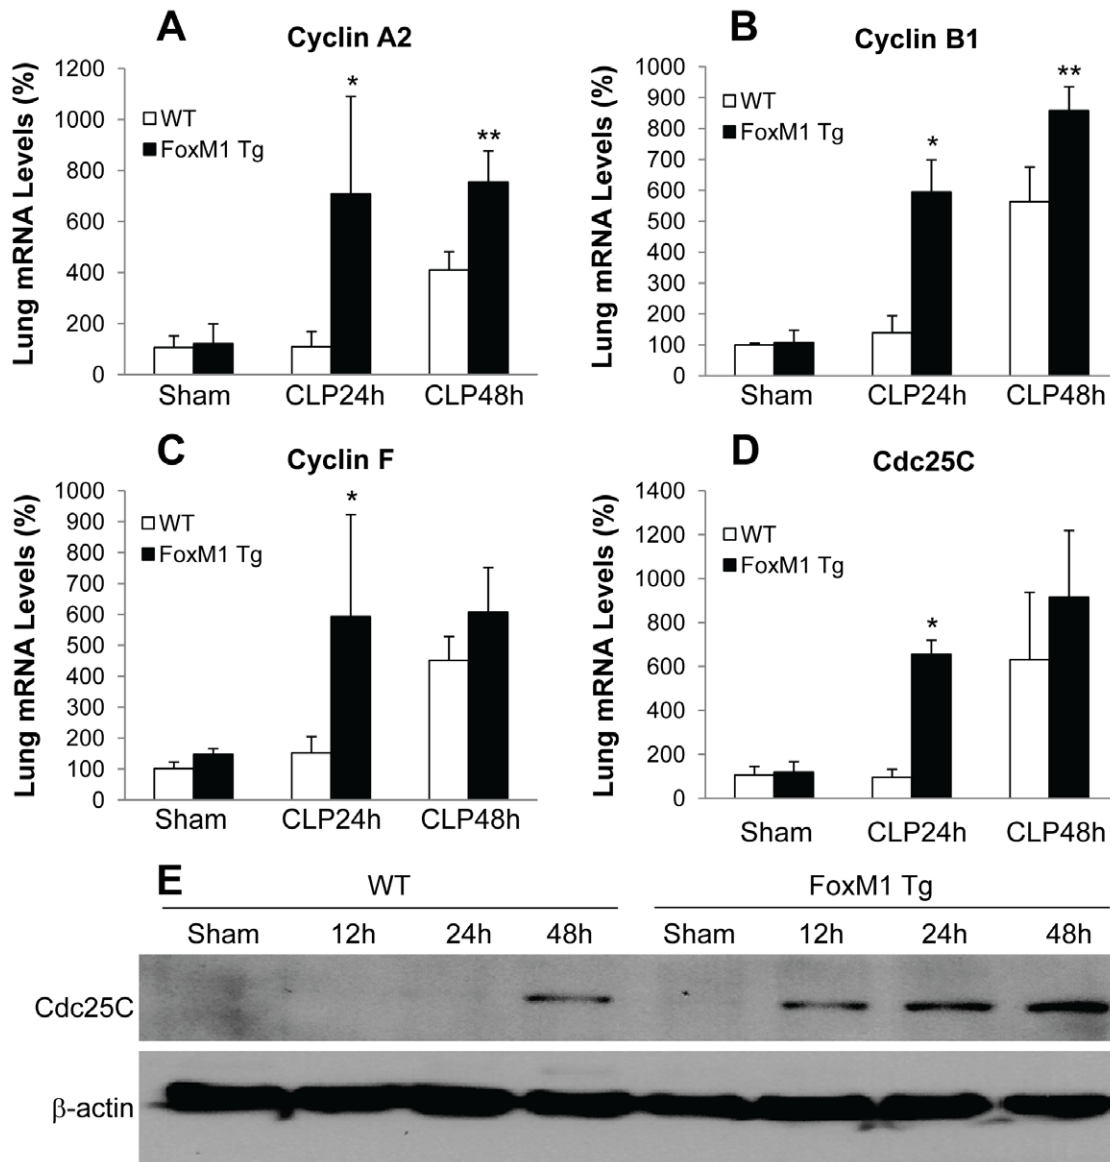 A
Cyclin A2
Lung mRNA Levels (%)
1200
1000
800
600
400
200
0
WT
FoxM1 Tg
*
**
Sham CLP24h CLP48h
B
Cyclin B1
Lung mRNA Levels (%)
1000
900
800
700
600
500
400
300
200
100
0
WT
FoxM1 Tg
*
**
Sham CLP24h CLP48h
C
Cyclin F
Lung mRNA Levels (%)
1000
900
800
700
600
500
400
300
200
100
0
WT
FoxM1 Tg
*
Sham CLP24h CLP48h
D
Cdc25C
Lung mRNA Levels (%)
1400
1200
1000
800
600
400
200
0
WT
FoxM1 Tg
*
Sham CLP24h CLP48h
E
WT FoxM1 Tg
Sham 12h 24h 48h Sham 12h 24h 48h
Cdc25C
β-actin